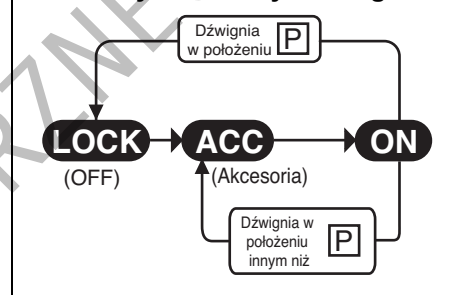 Dźwignia
w położeniu P
LOCK ACC ON
(OFF) (Akcesoria)
Dźwignia w
położeniu P
innym niż